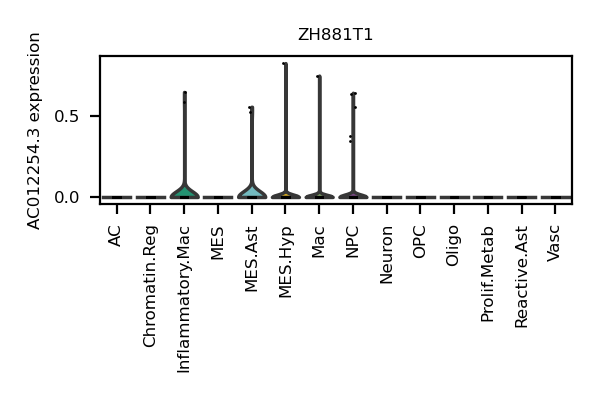 ZH881T1
AC012254.3 expression
0.5
0.0
AC
Chromatin.Reg
Inflammatory.Mac
MES
MES.Ast
MES.Hyp
Mac
NPC
Neuron
OPC
Oligo
Prolif.Metab
Reactive.Ast
Vasc